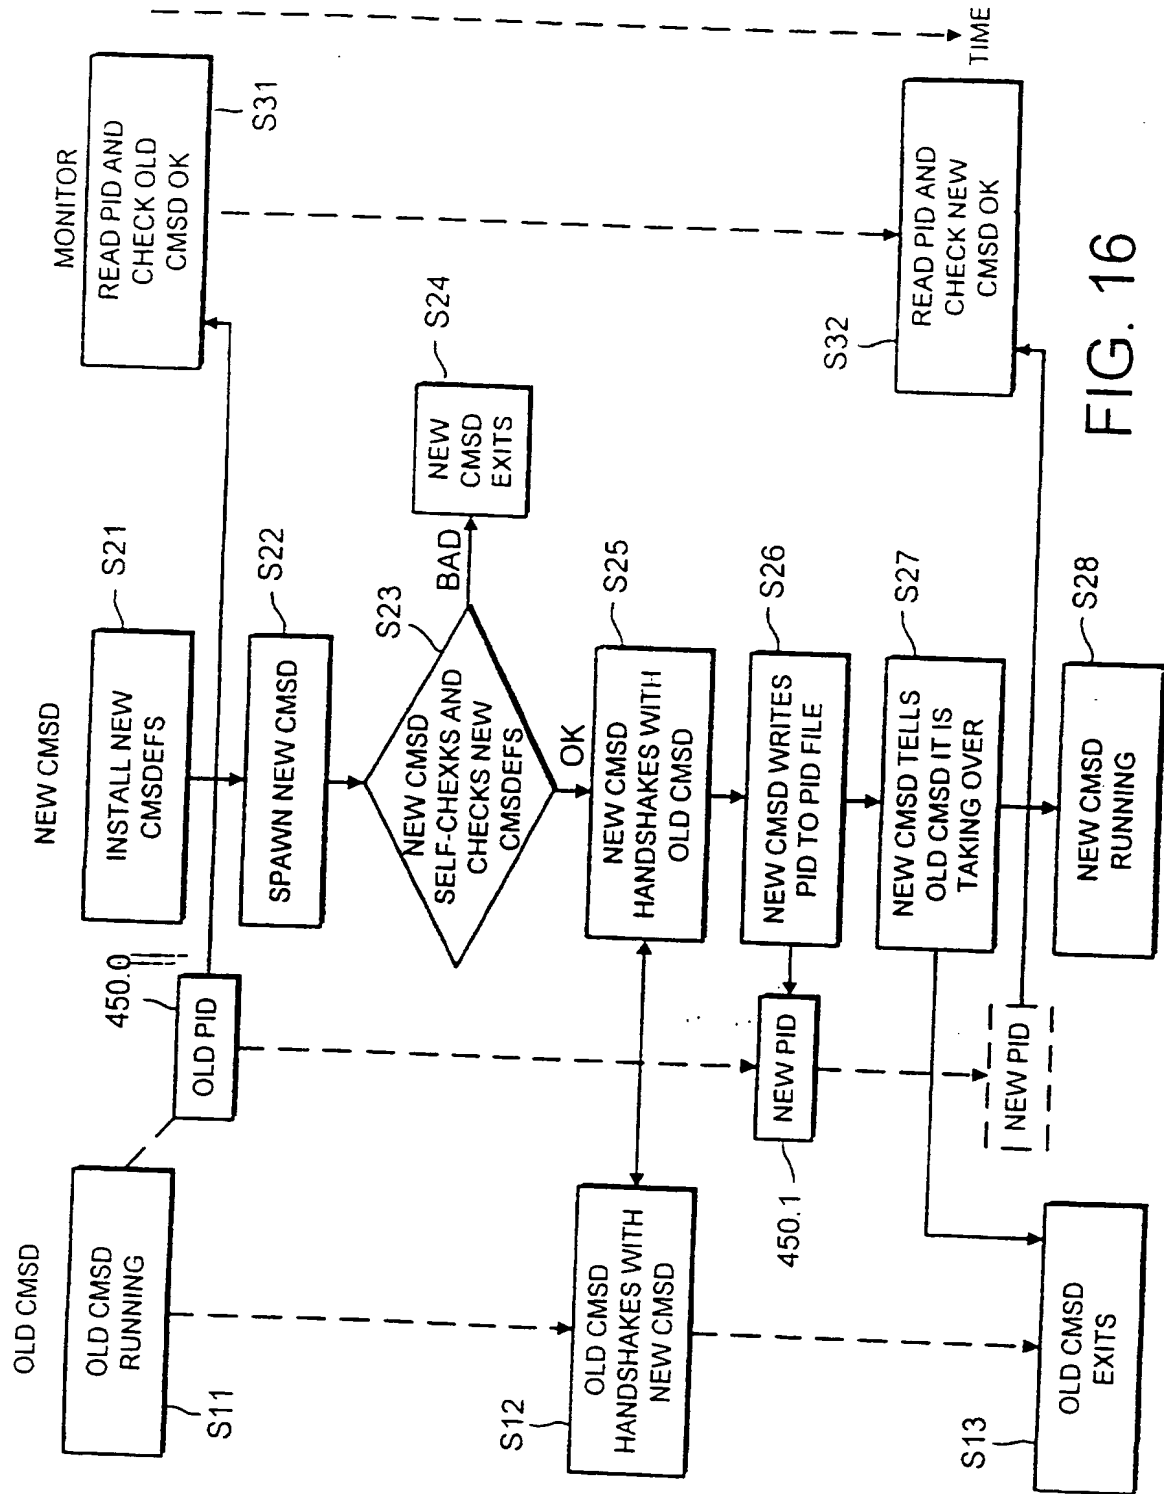 OLD CMSD
NEW CMSD
MONITOR
OLD CMSD
RUNNING
S11
OLD PID
450.0
INSTALL NEW
CMSDEFS
S21
READ PID AND
CHECK OLD
CMSD OK
S31
SPAWN NEW CMSD
S22
NEW CMSD
SELF-CHEXKS AND
CHECKS NEW
CMSDEFS
S23
BAD
NEW
CMSD
EXITS
S24
OK
OLD CMSD
HANDSHAKES WITH
NEW CMSD
S12
NEW CMSD
HANDSHAKES WITH
OLD CMSD
S25
NEW PID
450.1
NEW CMSD WRITES
PID TO PID FILE
S26
NEW CMSD TELLS
OLD CMSD IT IS
TAKING OVER
S27
READ PID AND
CHECK NEW
CMSD OK
S32
TIME
OLD CMSD
EXITS
S13
NEW PID
NEW CMSD
RUNNING
S28
FIG. 16